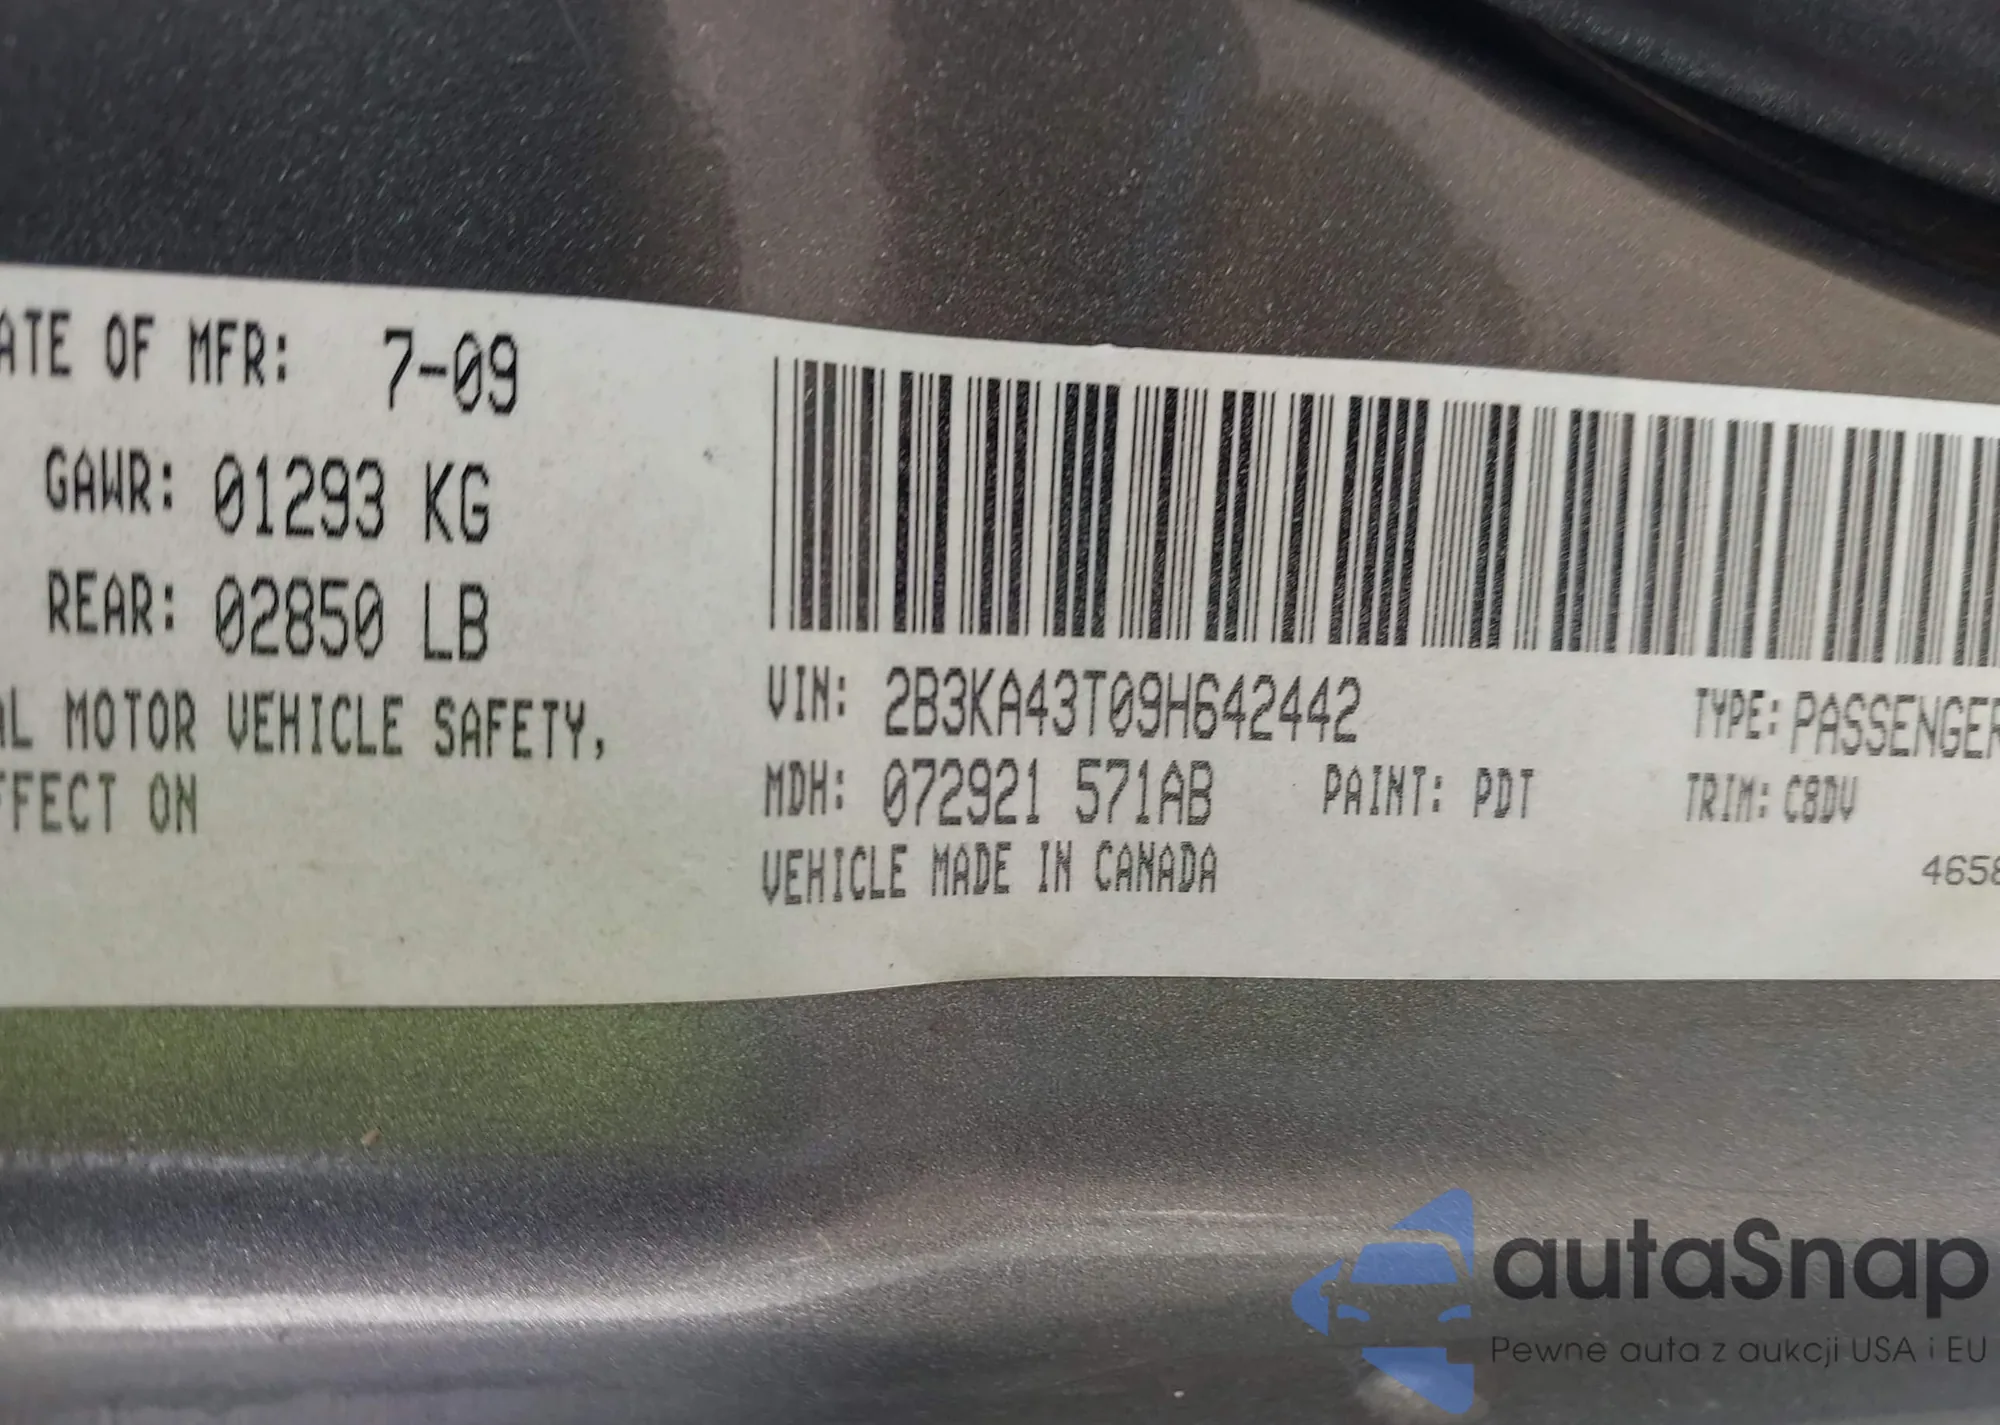 ATE OF MFR: 7-09
GAWR: 01293 KG
REAR: 02850 LB
AL MOTOR VEHICLE SAFETY,
FFECT ON
VIN: 2B3KA43T09H642442 TYPE: PASSENGER
MDH: 072921 571AB PAINT: PDT TRIM: C8DV
VEHICLE MADE IN CANADA
4658
autaSnap
Pewne auta z aukcji USA i EU